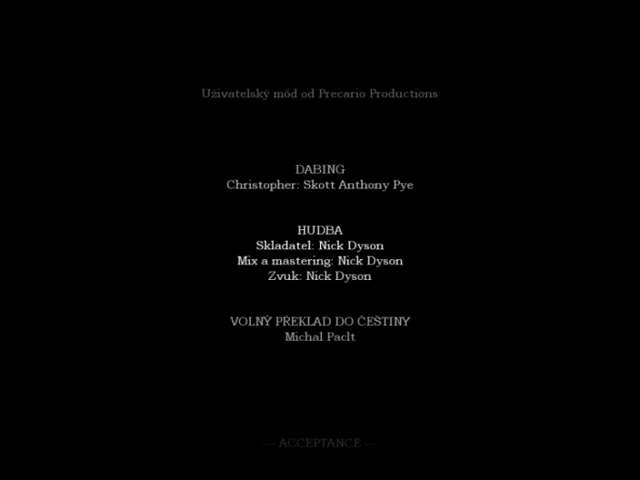 Uživatelský mód od Precario Productions
DABING
Christopher: Skott Anthony Pye
HUDBA
Skladatel: Nick Dyson
Mix a mastering: Nick Dyson
Zvuk: Nick Dyson
VOLNÝ PŘEKLAD DO ČEŠTINY
Michal Paclt
— ACCEPTANCE —